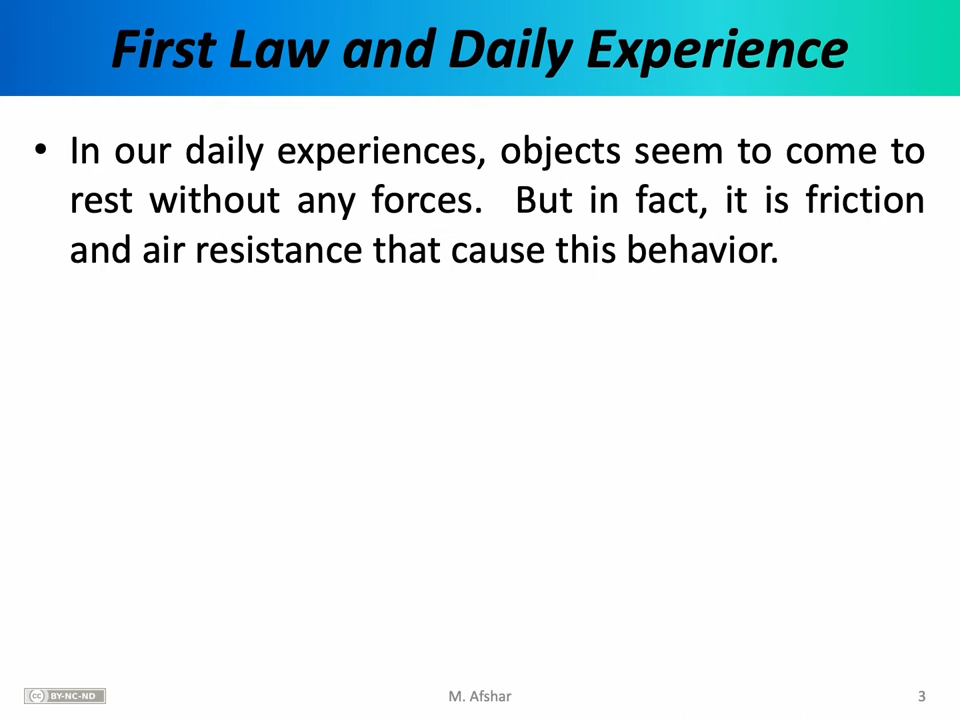 First Law and Daily Experience
• In our daily experiences, objects seem to come to
rest without any forces. But in fact, it is friction
and air resistance that cause this behavior.
CC BY-NC-ND
M. Afshar
3